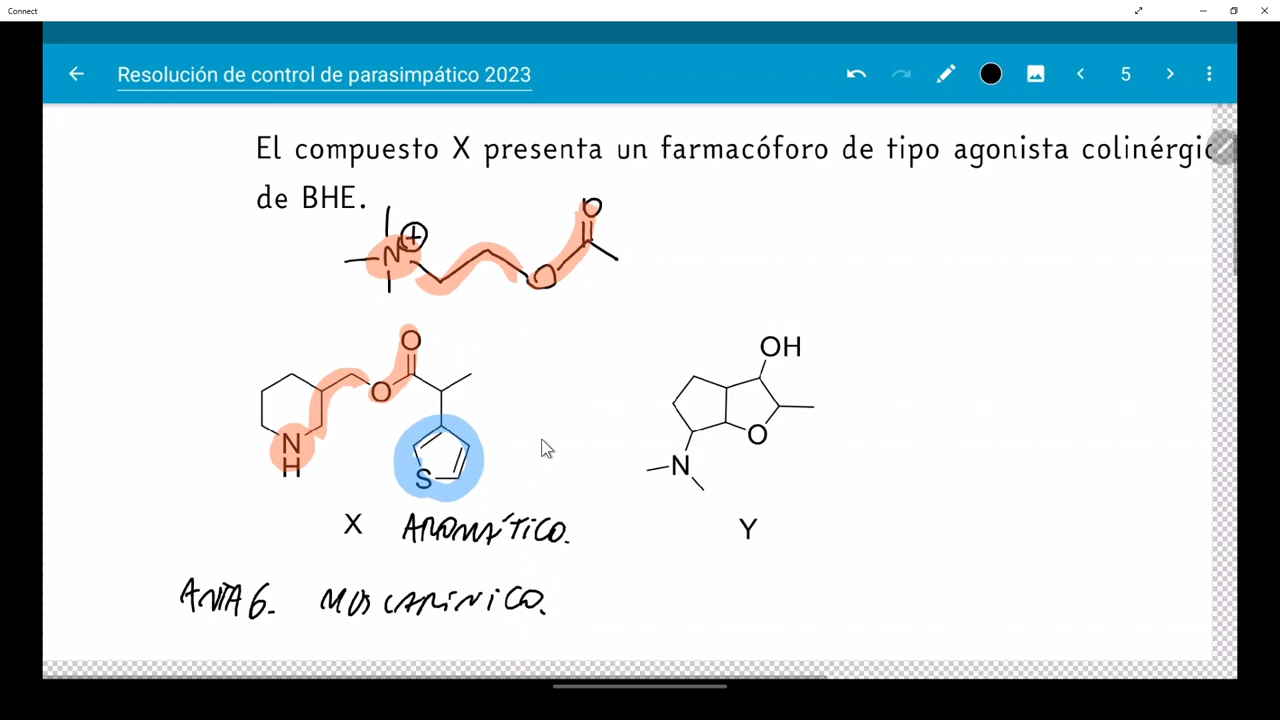 Connect
Resolución de control de parasimpático 2023
5
El compuesto X presenta un farmacóforo de tipo agonista colinérgic
de BHE.
N +
O
O
O
O
N
H
S
OH
O
N
X AROMÁTICO. Y
ANTAG. MUSCARÍNICO.